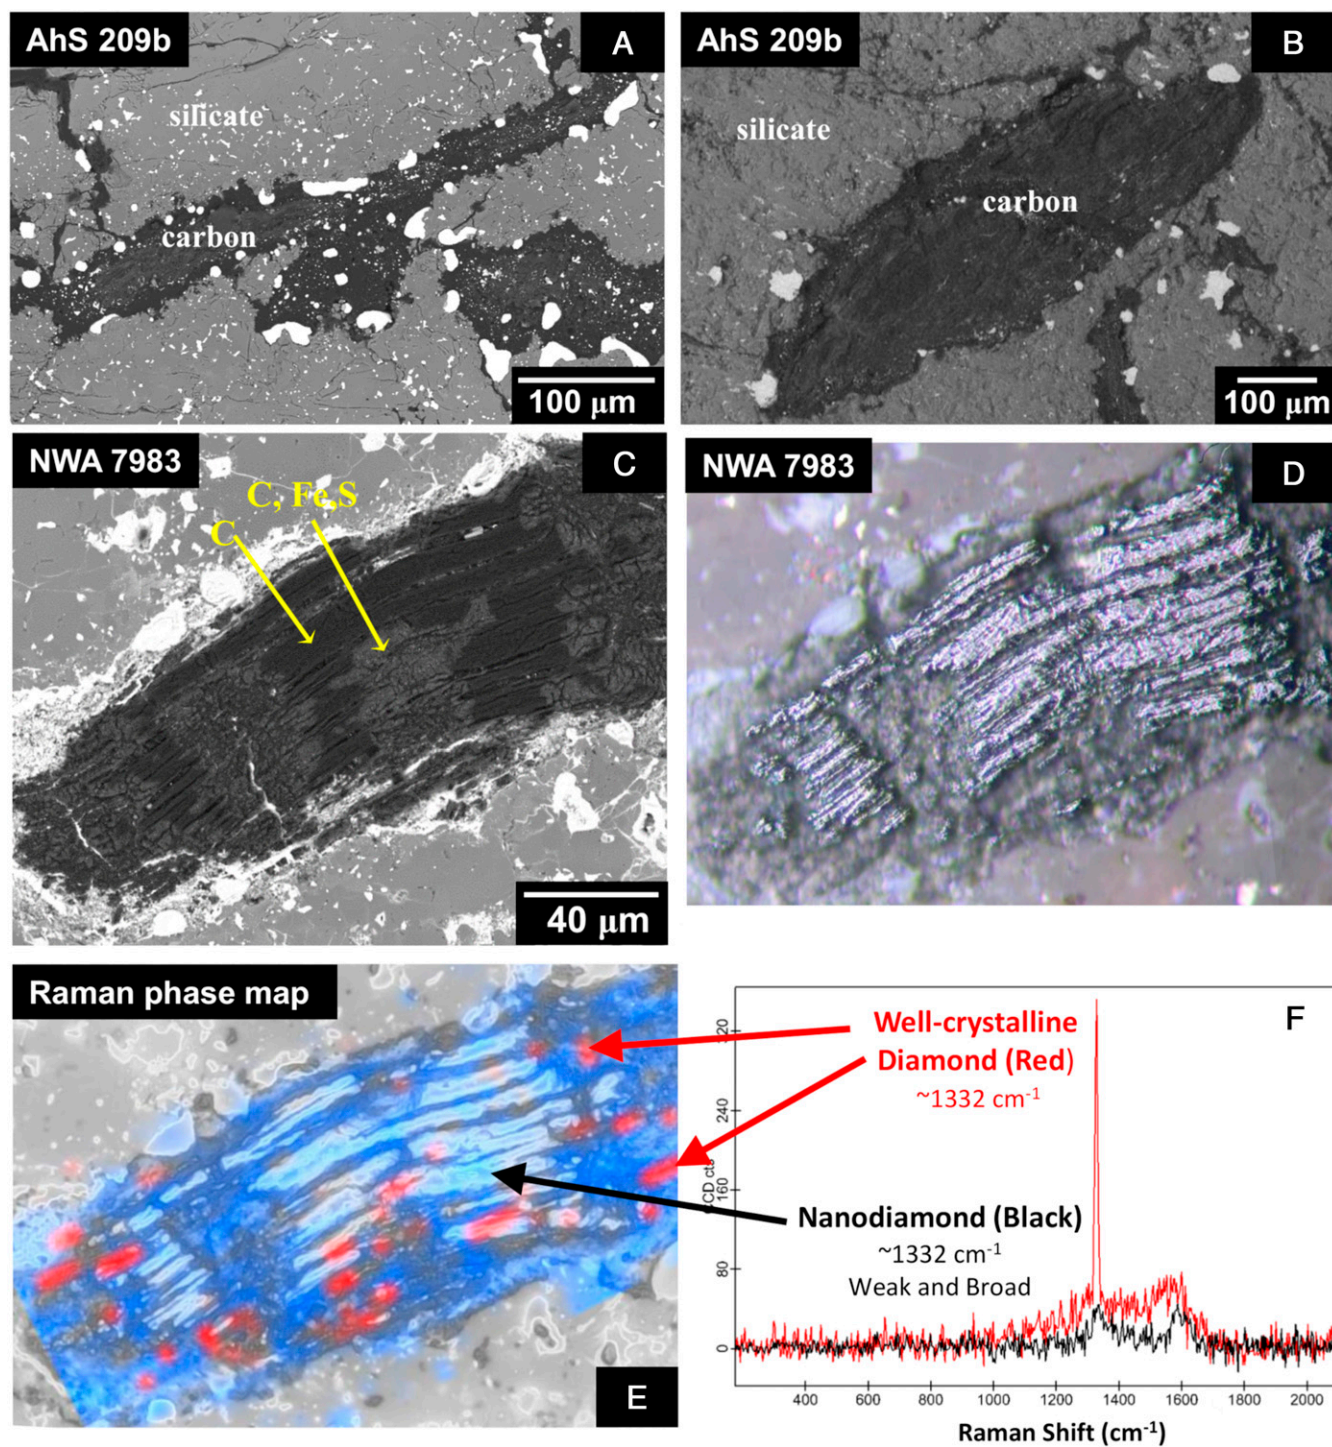 AhS 209b
A
silicate
carbon
100 µm
AhS 209b
B
silicate
carbon
100 µm
NWA 7983
C
C, Fe,S
C
40 µm
NWA 7983
D
Raman phase map
E
F
Well-crystalline
Diamond (Red)
~1332 cm⁻¹
Nanodiamond (Black)
~1332 cm⁻¹
Weak and Broad
320
240
160
80
0
CD cts
400 600 800 1000 1200 1400 1600 1800 2000
Raman Shift (cm⁻¹)